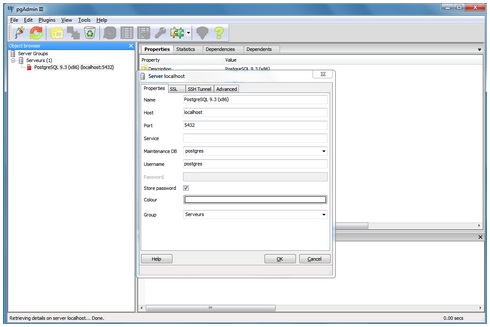 pgAdmin III
File Edit Plugins View Tools Help
Object browser
Server Groups
Serveurs (1)
PostgreSQL 9.3 (x86) (localhost:5432)
Properties Statistics Dependencies Dependents
Property Value
Description PostgreSQL 9.3 (x86)
Server localhost
Properties SSL SSH Tunnel Advanced
Name PostgreSQL 9.3 (x86)
Host localhost
Port 5432
Service
Maintenance DB postgres
Username postgres
Password
Store password
Colour
Group Serveurs
Help OK Cancel
Retrieving details on server localhost... Done. 0.00 secs